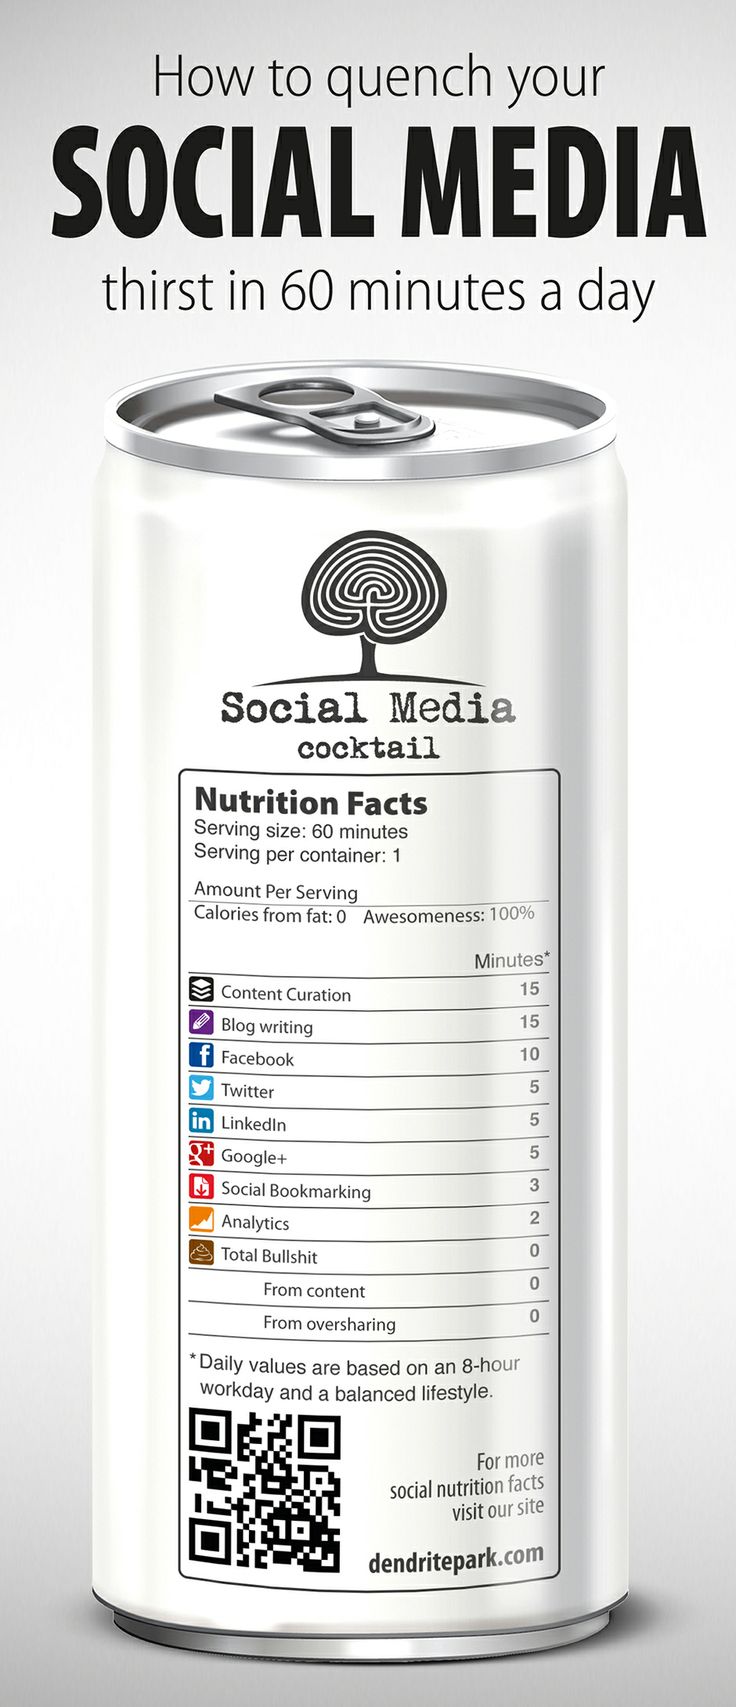 How to quench your
SOCIAL MEDIA
thirst in 60 minutes a day
Social Media
cocktail
Nutrition Facts
Serving size: 60 minutes
Serving per container: 1
Amount Per Serving
Calories from fat: 0 Awesomeness: 100%
Minutes*
Content Curation 15
Blog writing 15
Facebook 10
Twitter 5
LinkedIn 5
Google+ 5
Social Bookmarking 3
Analytics 2
Total Bullshit 0
From content 0
From oversharing 0
*Daily values are based on an 8-hour
workday and a balanced lifestyle.
For more
social nutrition facts
visit our site
dendritepark.com